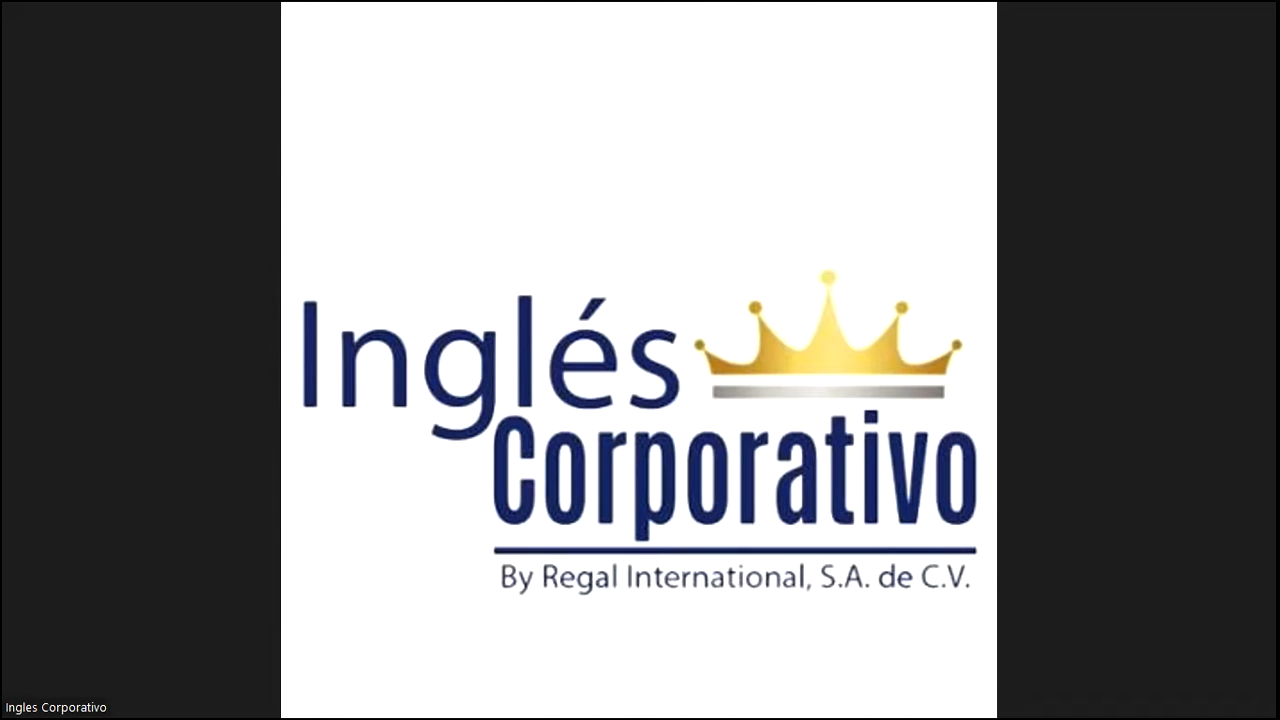 Inglés
Corporativo
By Regal International, S.A. de C.V.
Ingles Corporativo